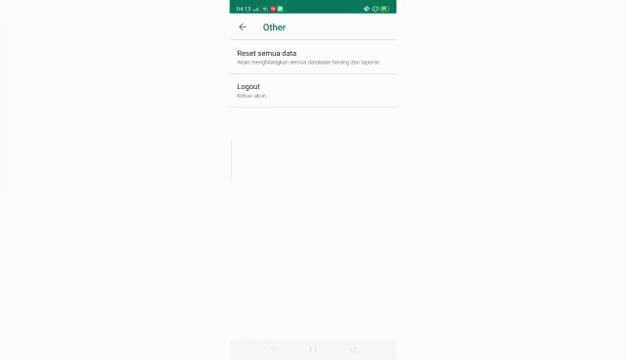 04:13
Other
Reset semua data
Akan menghilangkan semua database barang dan laporan
Logout
Keluar akun